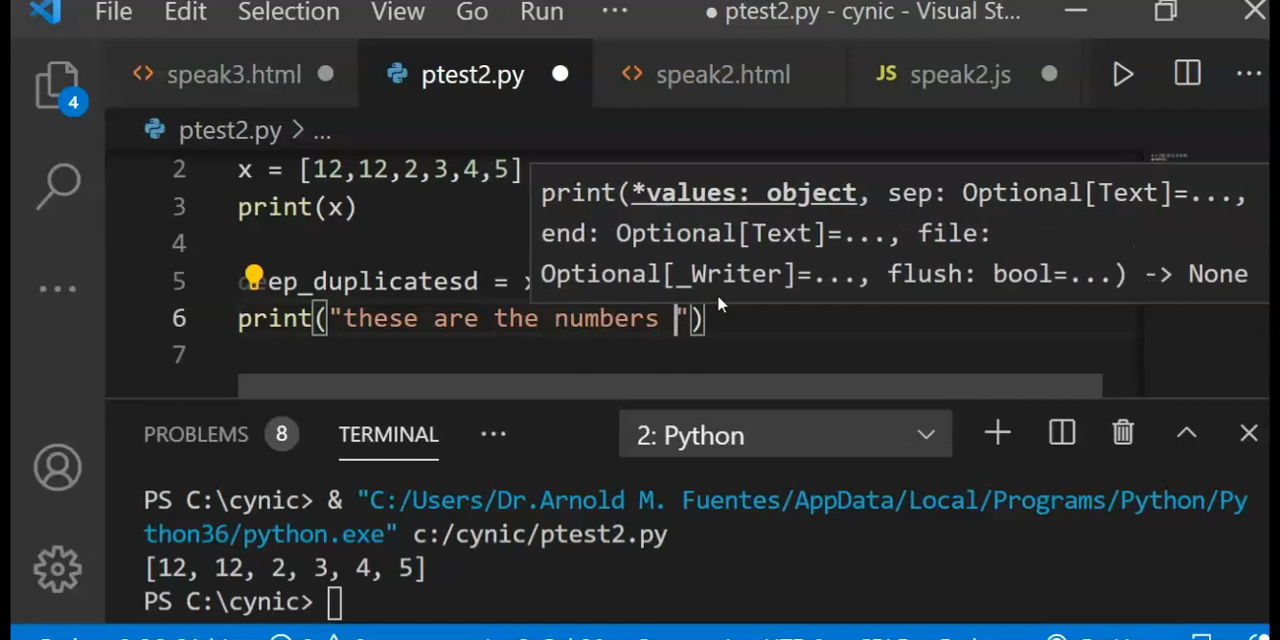 File Edit Selection View Go Run ··· ● ptest2.py - cynic - Visual St...
speak3.html ptest2.py speak2.html JS speak2.js ···
4
ptest2.py > ...
2 x = [12,12,2,3,4,5]
3 print(x)
4
5 ep_duplicatesd =
6 print("these are the numbers ")
7
print(*values: object, sep: Optional[Text]=...,
end: Optional[Text]=..., file:
Optional[_Writer]=..., flush: bool=...) -> None
PROBLEMS 8 TERMINAL ··· 2: Python
PS C:\cynic> & "C:/Users/Dr.Arnold M. Fuentes/AppData/Local/Programs/Python/Py
thon36/python.exe" c:/cynic/ptest2.py
[12, 12, 2, 3, 4, 5]
PS C:\cynic>